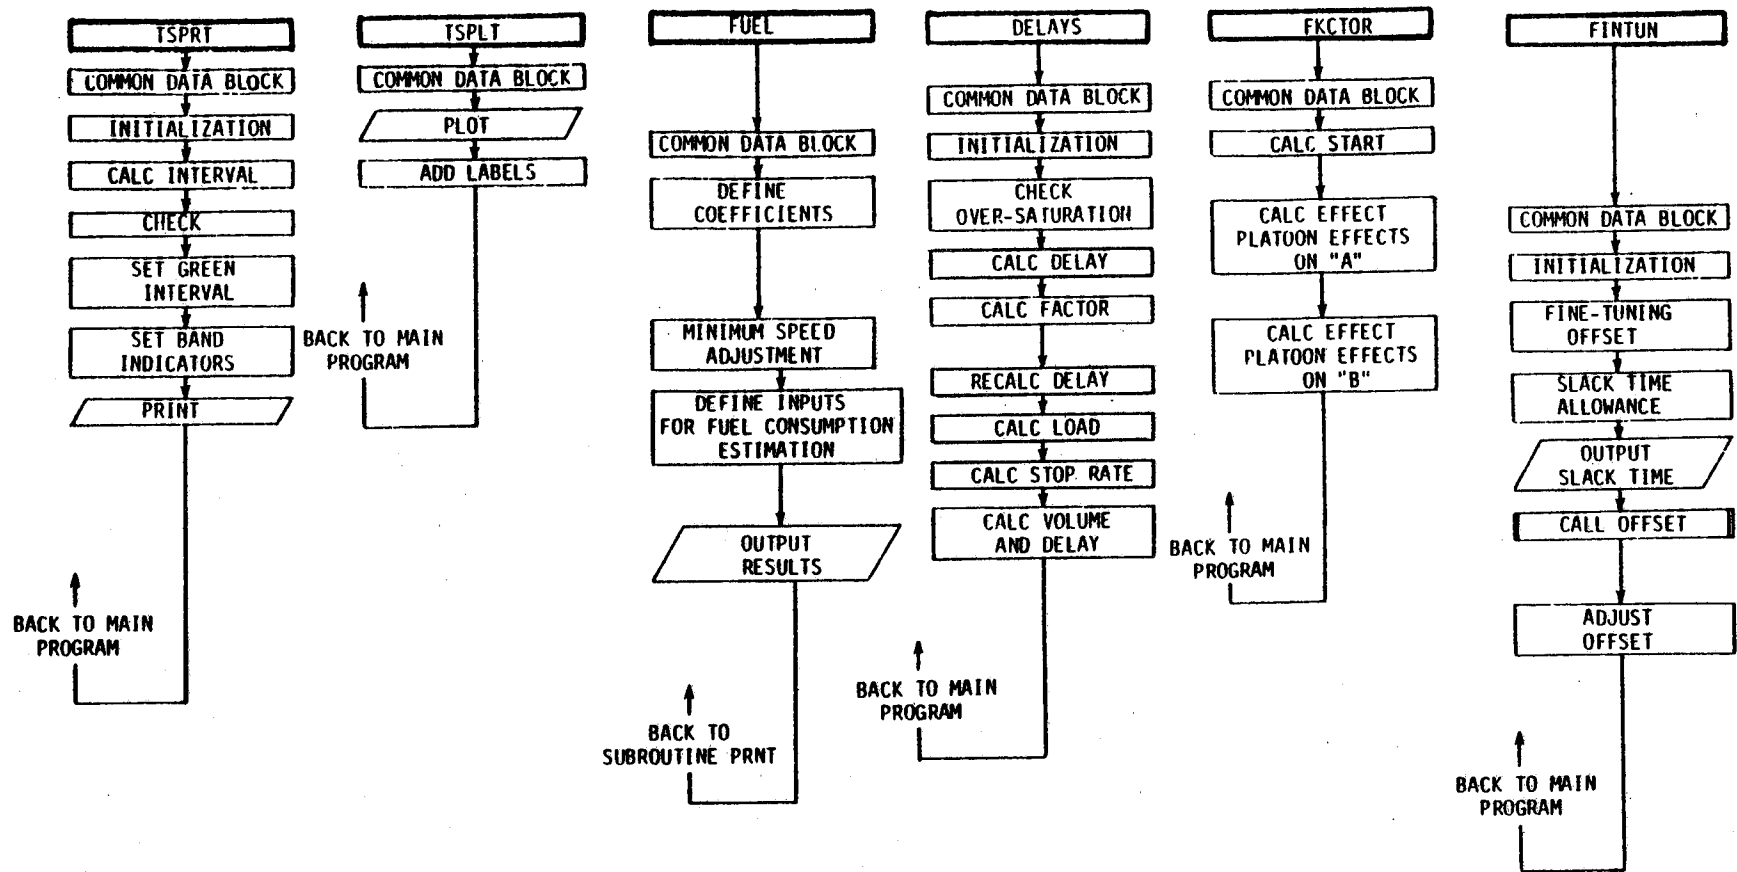 TSPRT
COMMON DATA BLOCK
INITIALIZATION
CALC INTERVAL
CHECK
SET GREEN
INTERVAL
SET BAND
INDICATORS
PRINT
BACK TO MAIN
PROGRAM
TSPLT
COMMON DATA BLOCK
PLOT
ADD LABELS
BACK TO MAIN
PROGRAM
FUEL
COMMON DATA BLOCK
DEFINE
COEFFICIENTS
MINIMUM SPEED
ADJUSTMENT
DEFINE INPUTS
FOR FUEL CONSUMPTION
ESTIMATION
OUTPUT
RESULTS
BACK TO
SUBROUTINE PRNT
DELAYS
COMMON DATA BLOCK
INITIALIZATION
CHECK
OVER-SATURATION
CALC DELAY
CALC FACTOR
RECALC DELAY
CALC LOAD
CALC STOP RATE
CALC VOLUME
AND DELAY
BACK TO MAIN
PROGRAM
FKCTOR
COMMON DATA BLOCK
CALC START
CALC EFFECT
PLATOON EFFECTS
ON "A"
CALC EFFECT
PLATOON EFFECTS
ON "B"
BACK TO MAIN
PROGRAM
FINTUN
COMMON DATA BLOCK
INITIALIZATION
FINE-TUNING
OFFSET
SLACK TIME
ALLOWANCE
OUTPUT
SLACK TIME
CALL OFFSET
ADJUST
OFFSET
BACK TO MAIN
PROGRAM